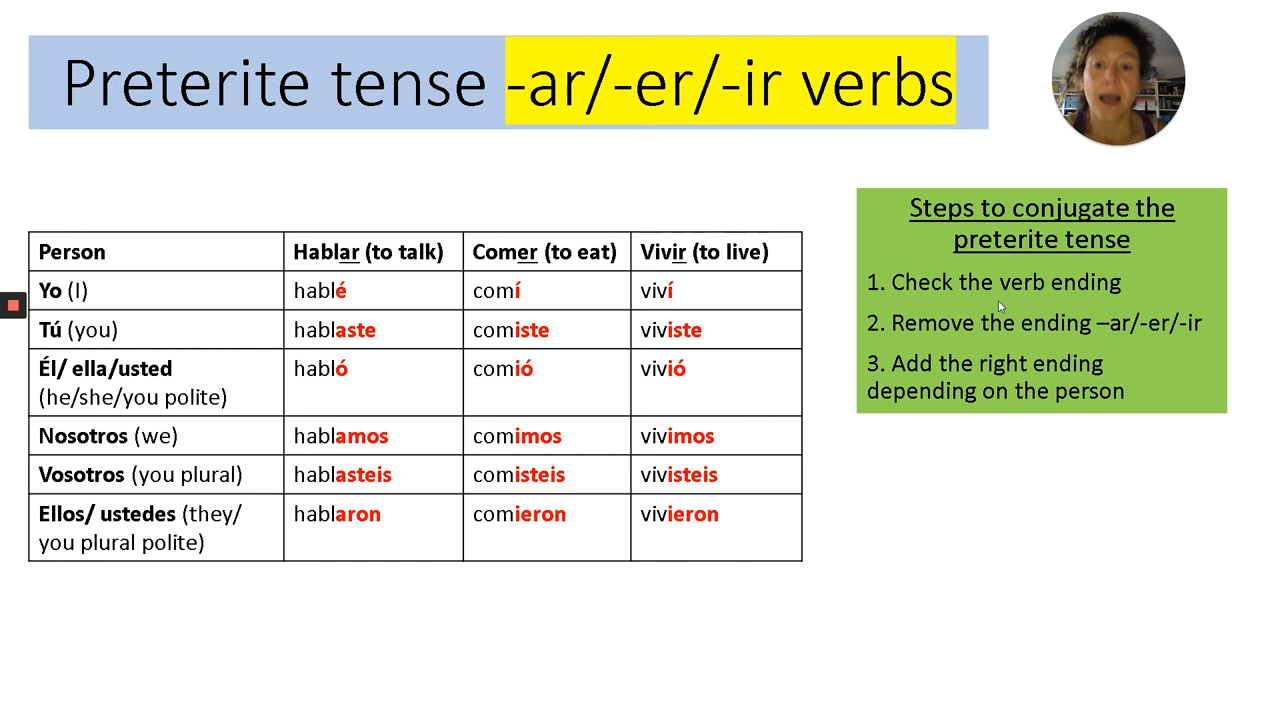 Preterite tense -ar/-er/-ir verbs
Steps to conjugate the
preterite tense
1. Check the verb ending
2. Remove the ending –ar/-er/-ir
3. Add the right ending
depending on the person
Person Hablar (to talk) Comer (to eat) Vivir (to live)
Yo (I) hablé comí viví
Tú (you) hablaste comiste viviste
Él/ ella/usted habló comió vivió
(he/she/you polite)
Nosotros (we) hablamos comimos vivimos
Vosotros (you plural) hablasteis comisteis vivisteis
Ellos/ ustedes (they/ hablaron comieron vivieron
you plural polite)